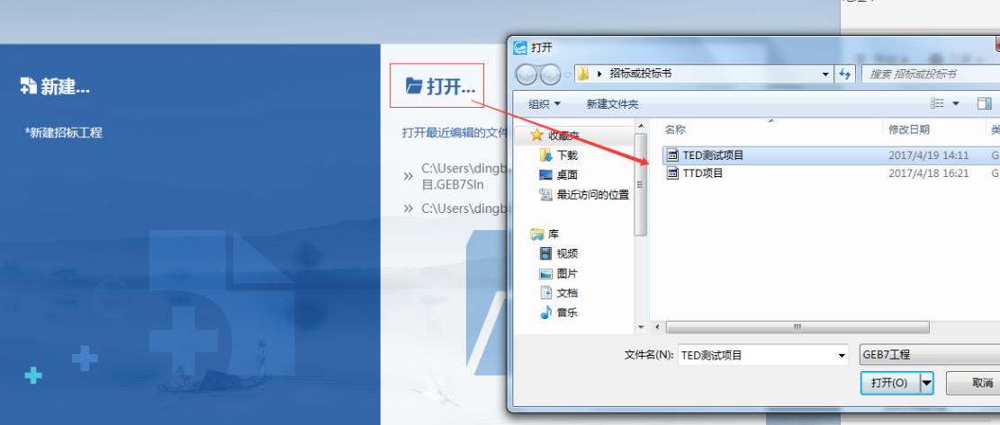 新建...
*新建招标工程
打开...
打开最近编辑的文件
C:\Users\dingb
目.GEB7SIn
C:\Users\dingb
打开
招标或投标书
搜索 招标或投标书
组织
新建文件夹
收藏夹
下载
桌面
最近访问的位置
库
视频
图片
文档
音乐
名称
修改日期
TED测试项目
2017/4/19 14:11
G
TTD项目
2017/4/18 16:21
G
文件名(N):
TED测试项目
GEB7工程
打开(O)
取消